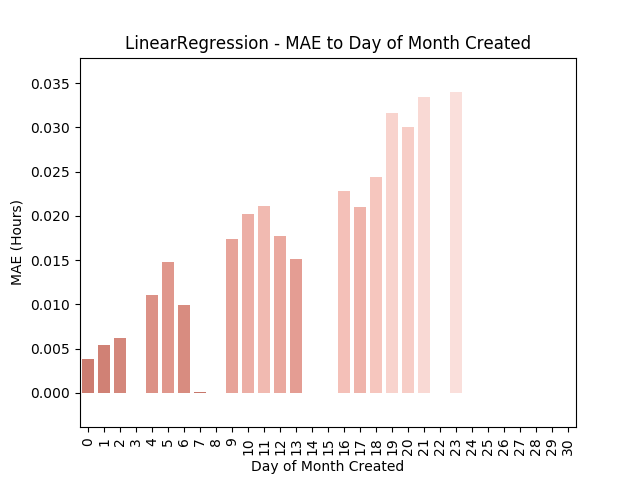 LinearRegression - MAE to Day of Month Created
0.035
0.030
0.025
0.020
0.015
0.010
0.005
0.000
MAE (Hours)
0 1 2 3 4 5 6 7 8 9 10 11 12 13 14 15 16 17 18 19 20 21 22 23 24 25 26 27 28 29 30
Day of Month Created